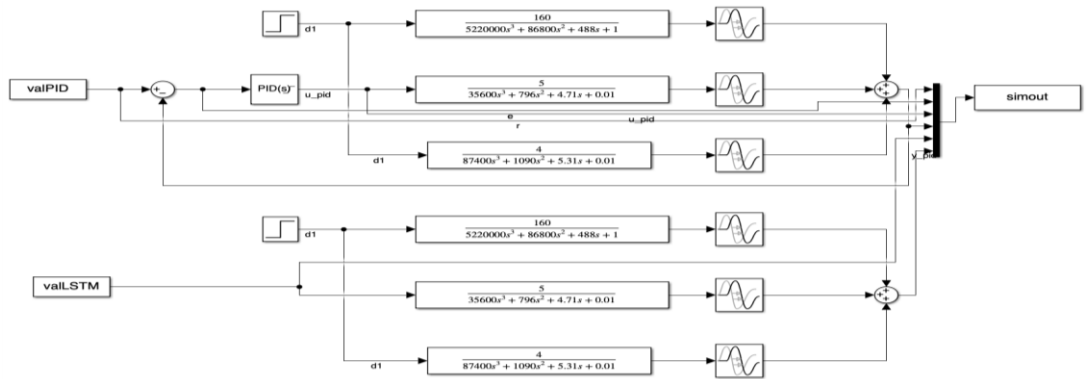 d1
160
5220000s³ + 86800s² + 488s + 1
valPID
+
−
PID(s)
u_pid
5
35600s³ + 796s² + 4.71s + 0.01
+
+
+
simout
e
u_pid
r
d1
4
87400s³ + 1090s² + 5.31s + 0.01
d1
160
5220000s³ + 86800s² + 488s + 1
valLSTM
5
35600s³ + 796s² + 4.71s + 0.01
+
+
+
d1
4
87400s³ + 1090s² + 5.31s + 0.01